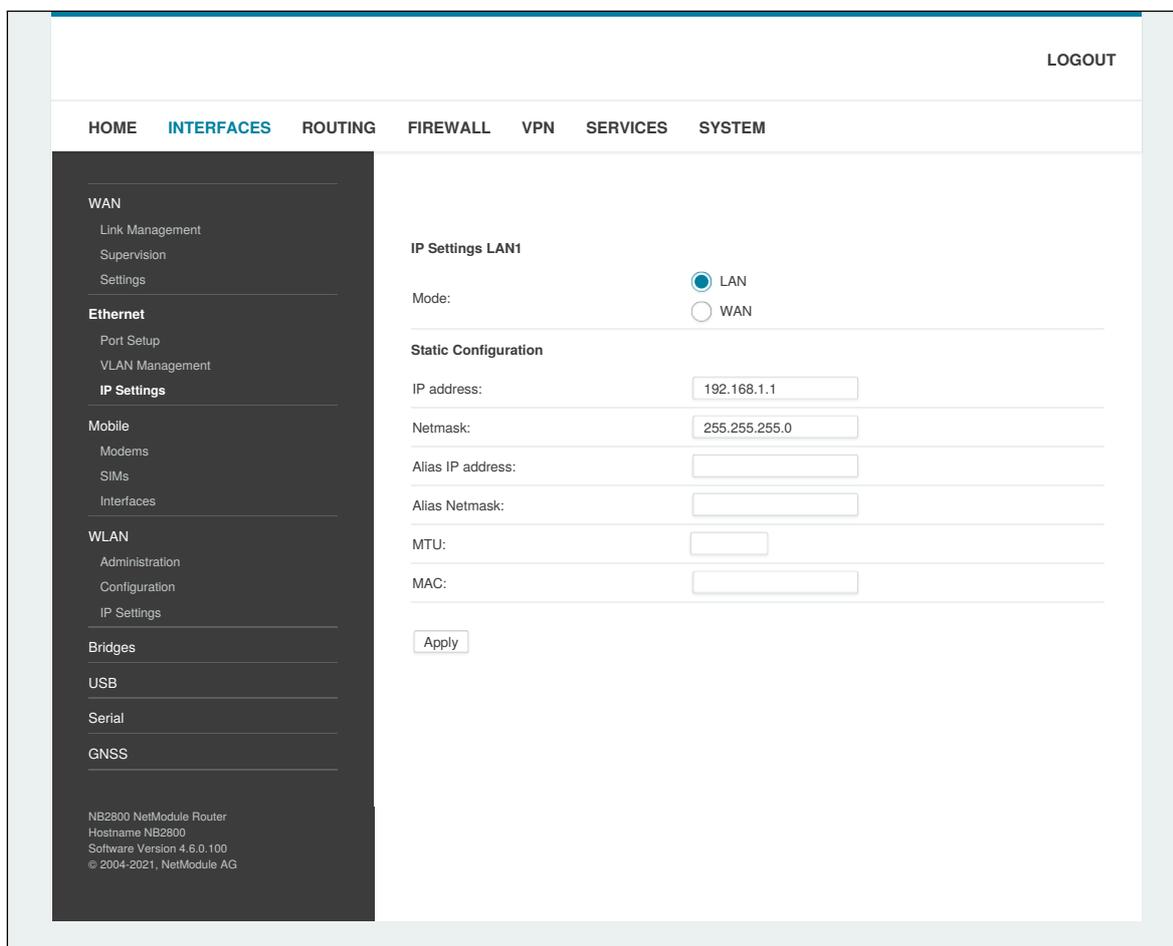 LOGOUT
HOME INTERFACES ROUTING FIREWALL VPN SERVICES SYSTEM
WAN
Link Management
Supervision
Settings
Ethernet
Port Setup
VLAN Management
IP Settings
Mobile
Modems
SIMs
Interfaces
WLAN
Administration
Configuration
IP Settings
Bridges
USB
Serial
GNSS
NB2800 NetModule Router
Hostname NB2800
Software Version 4.6.0.100
© 2004-2021, NetModule AG
IP Settings LAN1
Mode:
LAN
WAN
Static Configuration
IP address: 192.168.1.1
Netmask: 255.255.255.0
Alias IP address:
Alias Netmask:
MTU:
MAC:
Apply